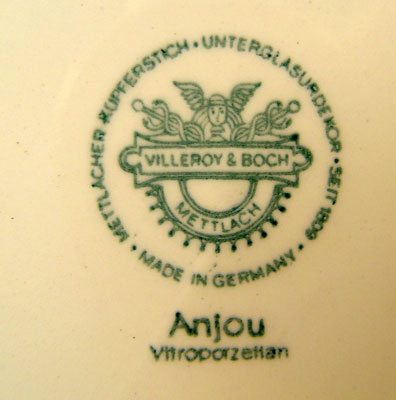 METTLACHER KUPFERSTICH · UNTERGLASURDEKOR · SEIT 1809 ·
VILLEROY & BOCH
METTLACH
MADE IN GERMANY ·
Anjou
Vitroporzellan